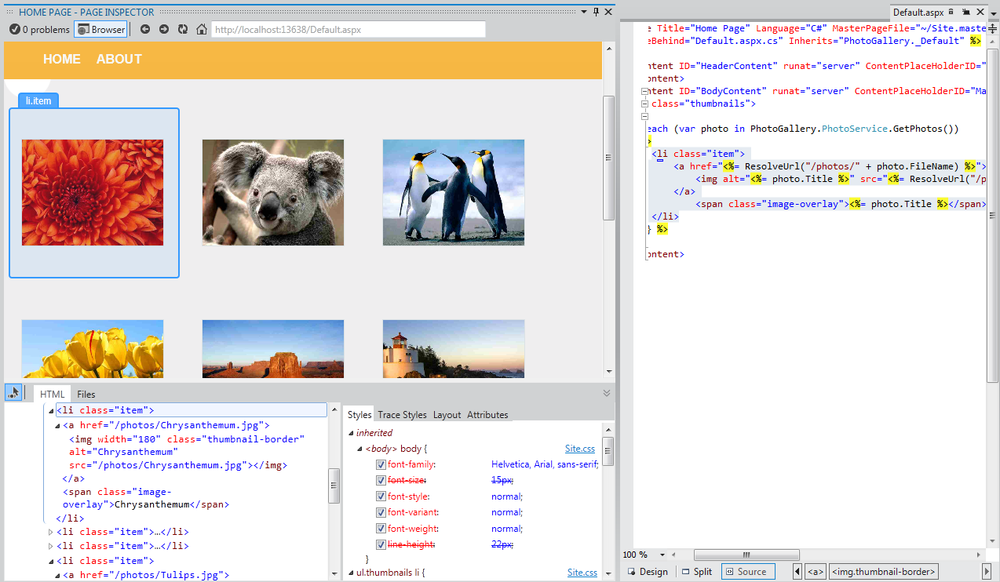 HOME PAGE - PAGE INSPECTOR
0 problems Browser http://localhost:13638/Default.aspx
HOME ABOUT
li.item
HTML Files
<li class="item">
<a href="/photos/Chrysanthemum.jpg">
<img width="180" class="thumbnail-border"
alt="Chrysanthemum"
src="/photos/Chrysanthemum.jpg"></img>
</a>
<span class="image-
overlay">Chrysanthemum</span>
</li>
<li class="item">…</li>
<li class="item">…</li>
<li class="item">
<a href="/photos/Tulips.jpg">
Styles Trace Styles Layout Attributes
inherited
<body> body { Site.css
font-family: Helvetica, Arial, sans-serif;
font-size: 15px;
font-style: normal;
font-variant: normal;
font-weight: normal;
line-height: 22px;
}
ul.thumbnails li { Site.css
Default.aspx
e Title="Home Page" Language="C#" MasterPageFile="~/Site.maste
eBehind="Default.aspx.cs" Inherits="PhotoGallery._Default" %>
ntent ID="HeaderContent" runat="server" ContentPlaceHolderID="
ontent>
ntent ID="BodyContent" runat="server" ContentPlaceHolderID="Ma
class="thumbnails">
each (var photo in PhotoGallery.PhotoService.GetPhotos())
>
<li class="item">
<a href="<%= ResolveUrl("/photos/" + photo.FileName) %>">
<img alt="<%= photo.Title %>" src="<%= ResolveUrl("/p
</a>
<span class="image-overlay"><%= photo.Title %></span>
</li>
} %>
ontent>
100 %
Design Split Source <a> <img.thumbnail-border>